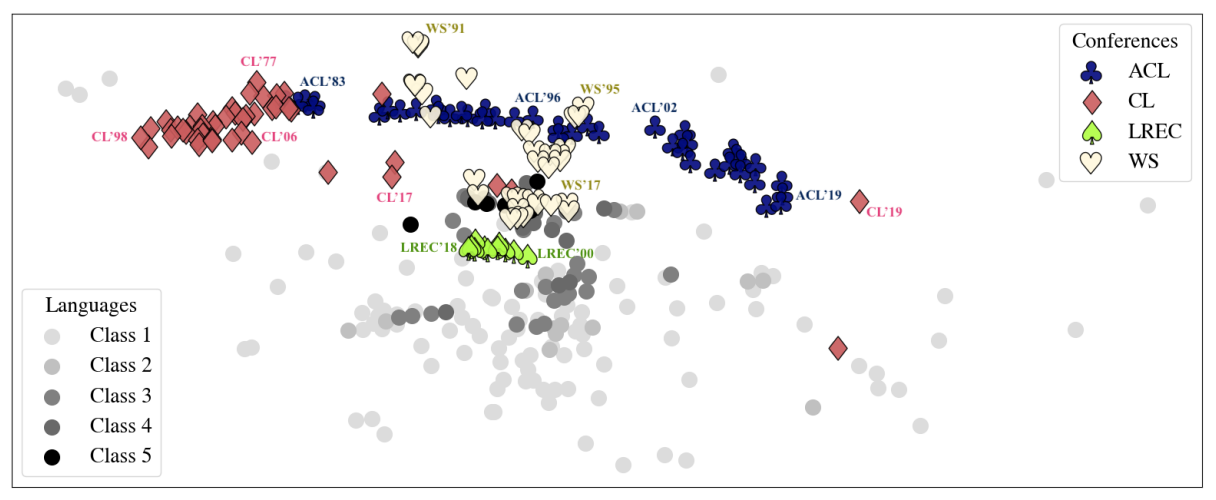 WS'91
CL'77
ACL'83
WS'95
ACL'96
ACL'02
CL'98
CL'06
CL'17
WS'17
ACL'19
CL'19
LREC'18
LREC'00
Conferences
ACL
CL
LREC
WS
Languages
Class 1
Class 2
Class 3
Class 4
Class 5